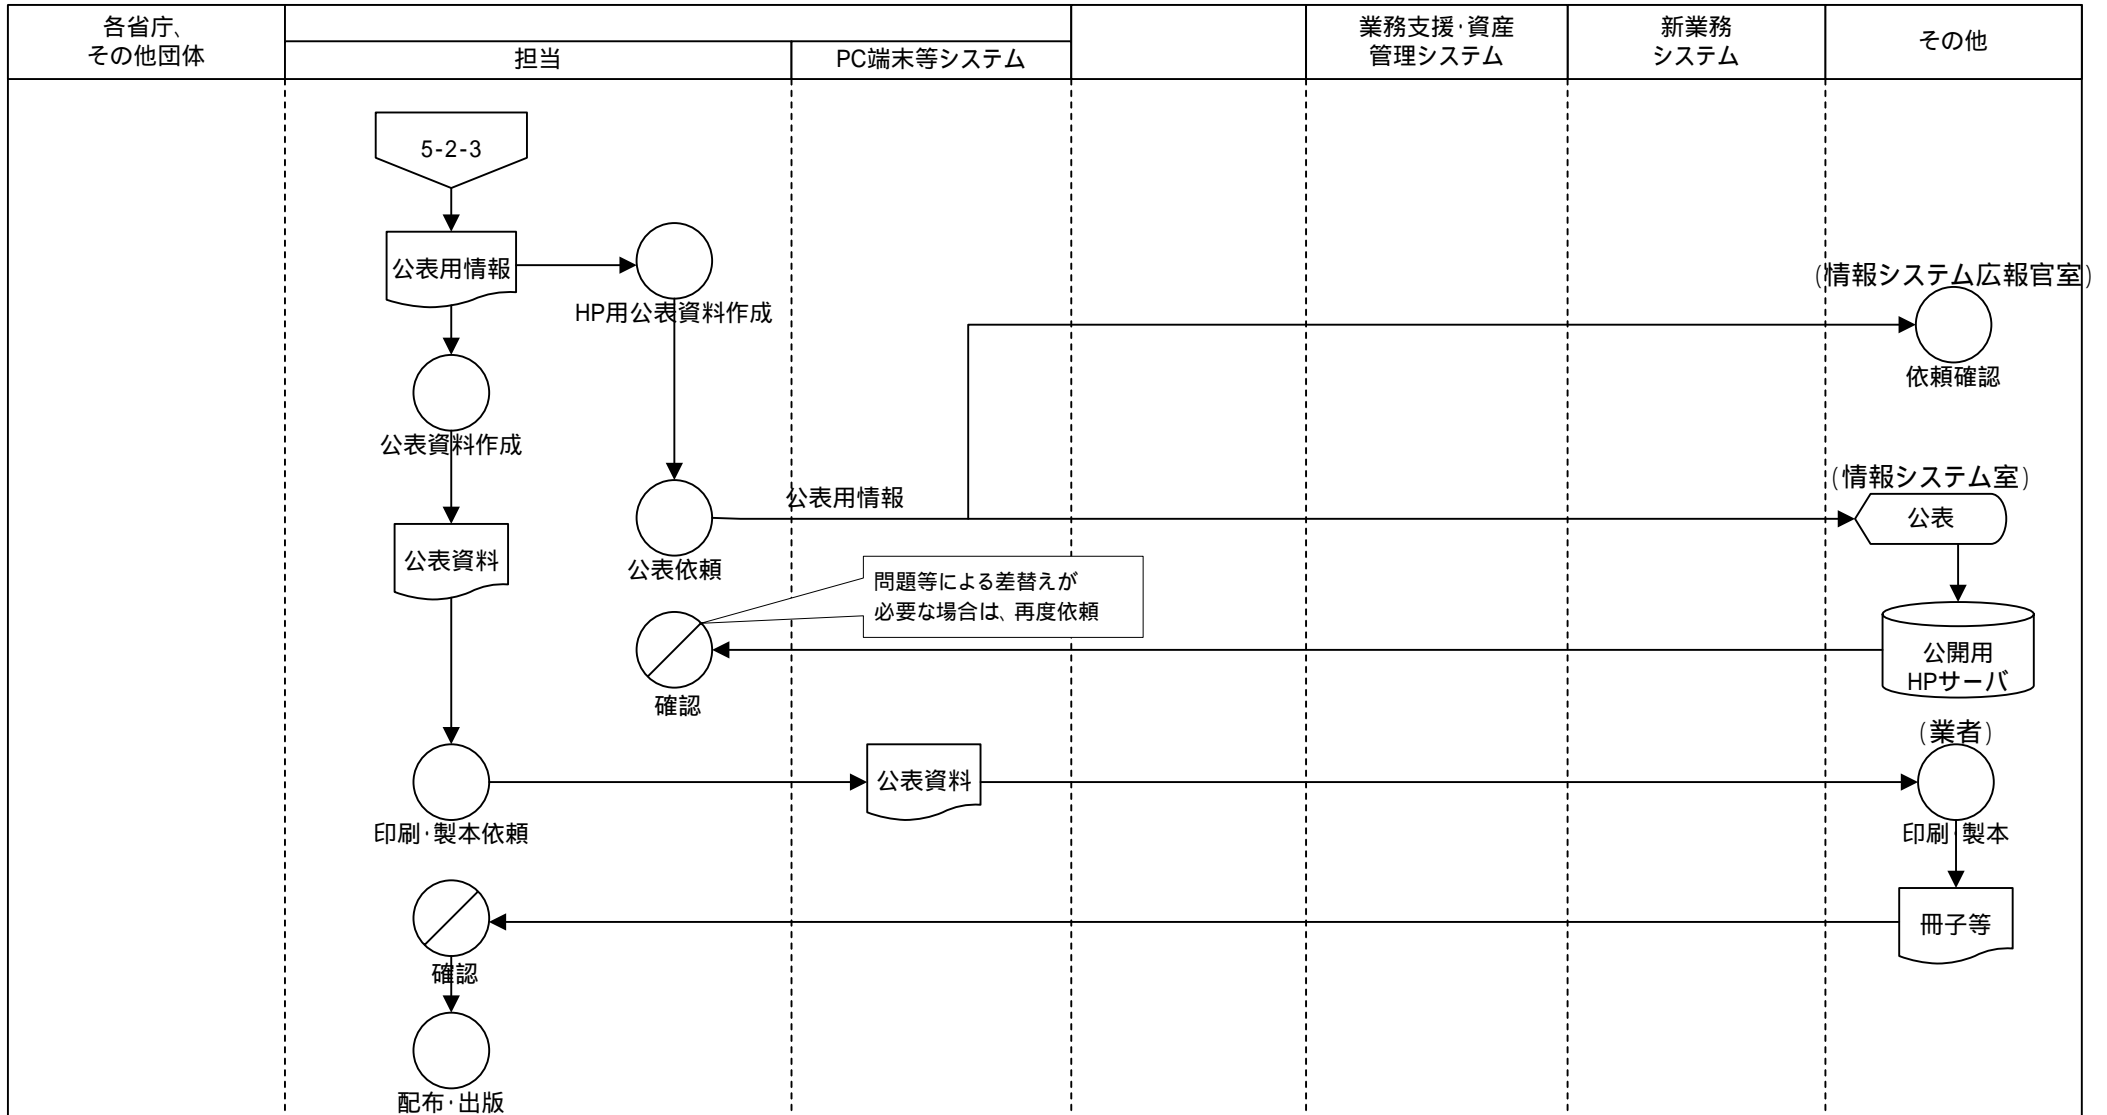 各省庁、
その他団体
担当
PC端末等システム
業務支援・資産
管理システム
新業務
システム
その他
5-2-3
公表用情報
HP用公表資料作成
(情報システム広報官室)
依頼確認
公表資料作成
(情報システム室)
公表用情報
公表
公表資料
公表依頼
問題等による差替えが
必要な場合は、再度依頼
公開用
HPサーバ
確認
(業者)
公表資料
印刷・製本依頼
印刷・製本
冊子等
確認
配布・出版